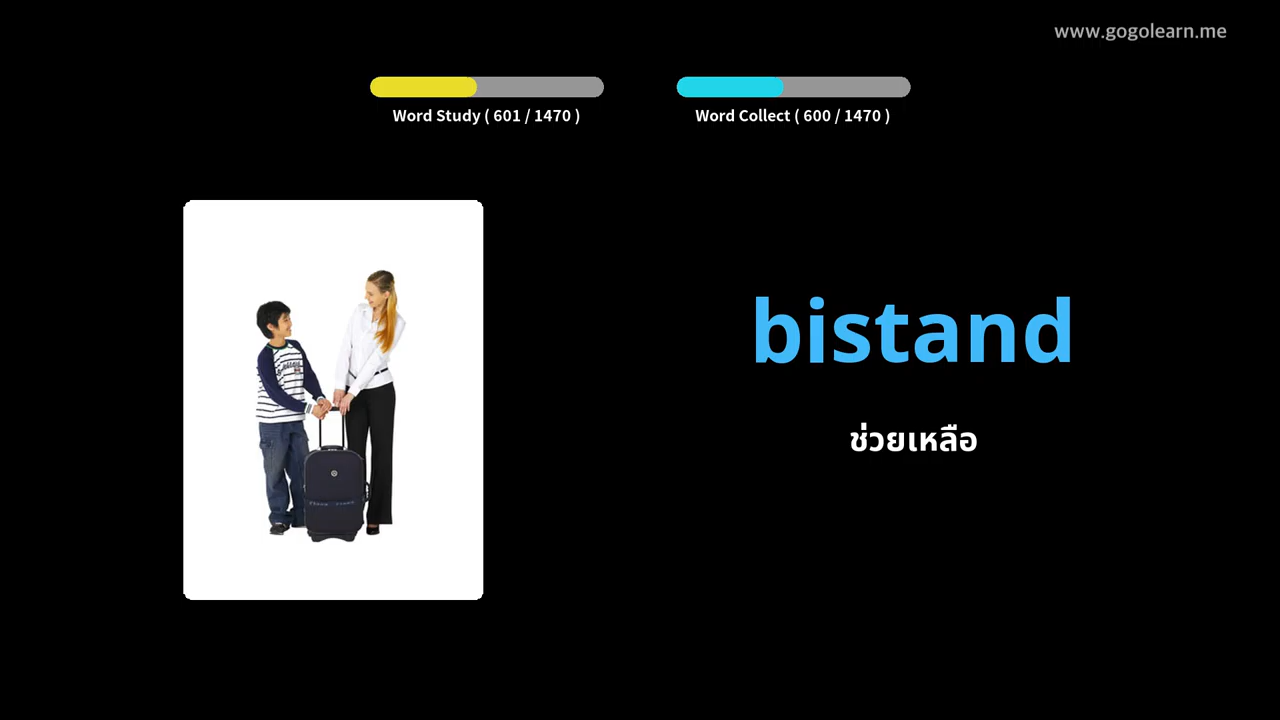 www.gogolearn.me
Word Study ( 601 / 1470 )
Word Collect ( 600 / 1470 )
bistand
ช่วยเหลือ